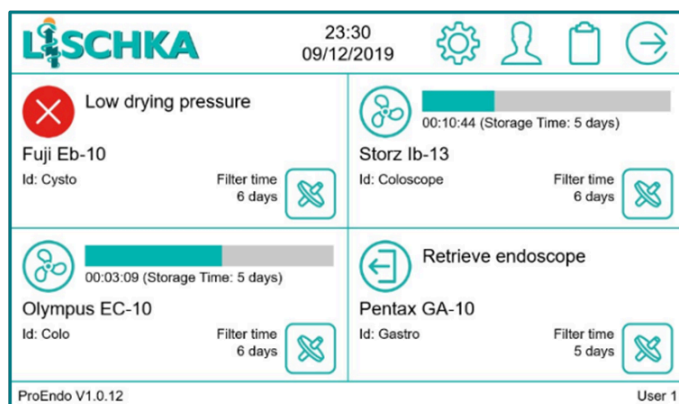 LISCHKA
23:30
09/12/2019
Low drying pressure
Fuji Eb-10
Id: Cysto
Filter time
6 days
00:10:44 (Storage Time: 5 days)
Storz Ib-13
Id: Coloscope
Filter time
6 days
00:03:09 (Storage Time: 5 days)
Olympus EC-10
Id: Colo
Filter time
6 days
Retrieve endoscope
Pentax GA-10
Id: Gastro
Filter time
5 days
ProEndo V1.0.12
User 1